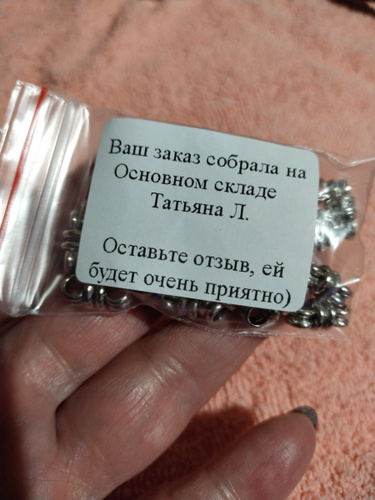 Ваш заказ собрала на
Основном складе
Татьяна Л.
Оставьте отзыв, ей
будет очень приятно)